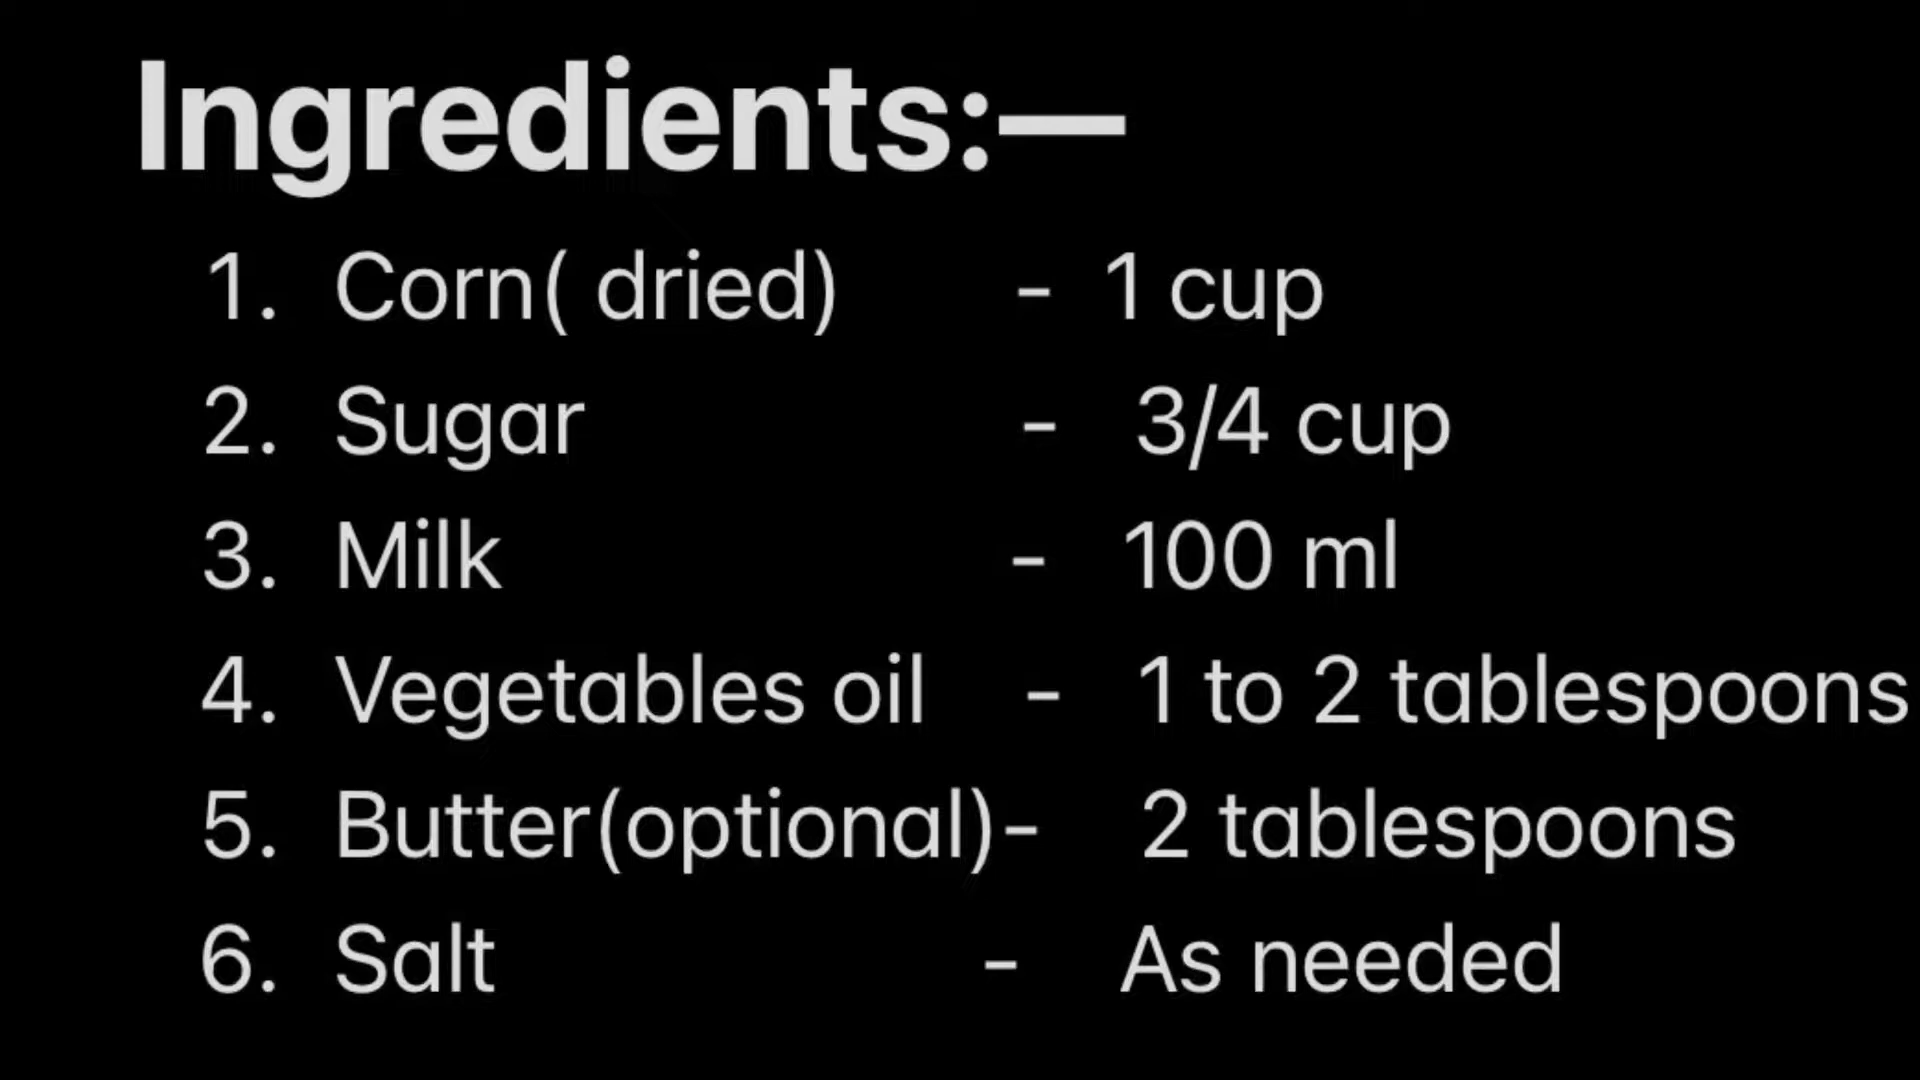 Ingredients:—
1. Corn( dried) - 1 cup
2. Sugar - 3/4 cup
3. Milk - 100 ml
4. Vegetables oil - 1 to 2 tablespoons
5. Butter(optional)- 2 tablespoons
6. Salt - As needed